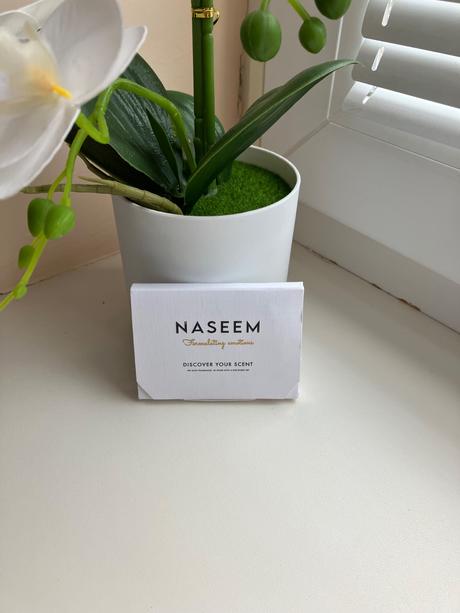 NASEEM
Formulating emotions
DISCOVER YOUR SCENT